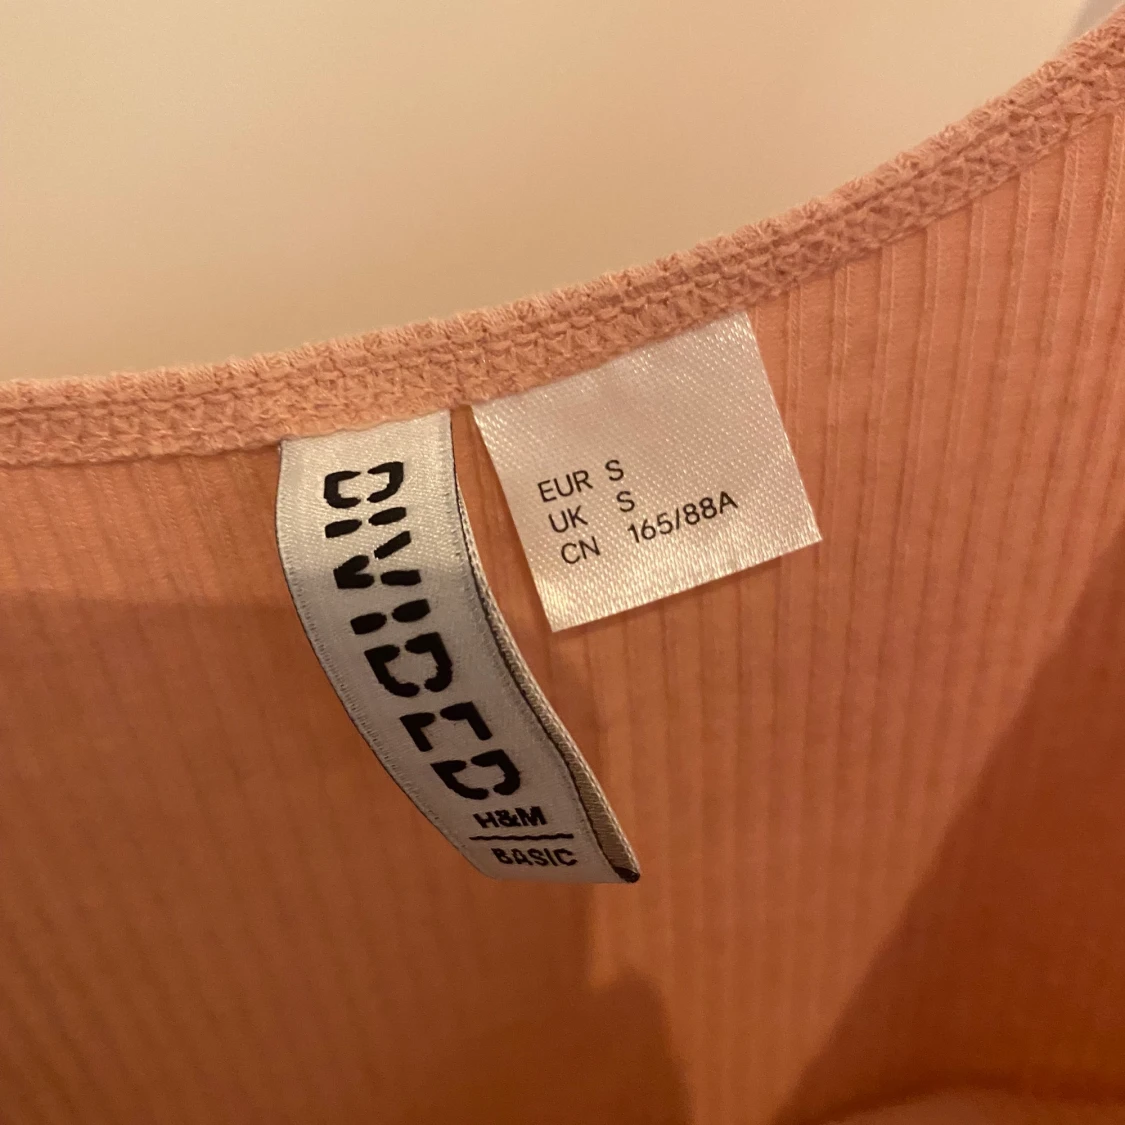 DIVIDED
H&M
BASIC
EUR S
UK S
CN 165/88A